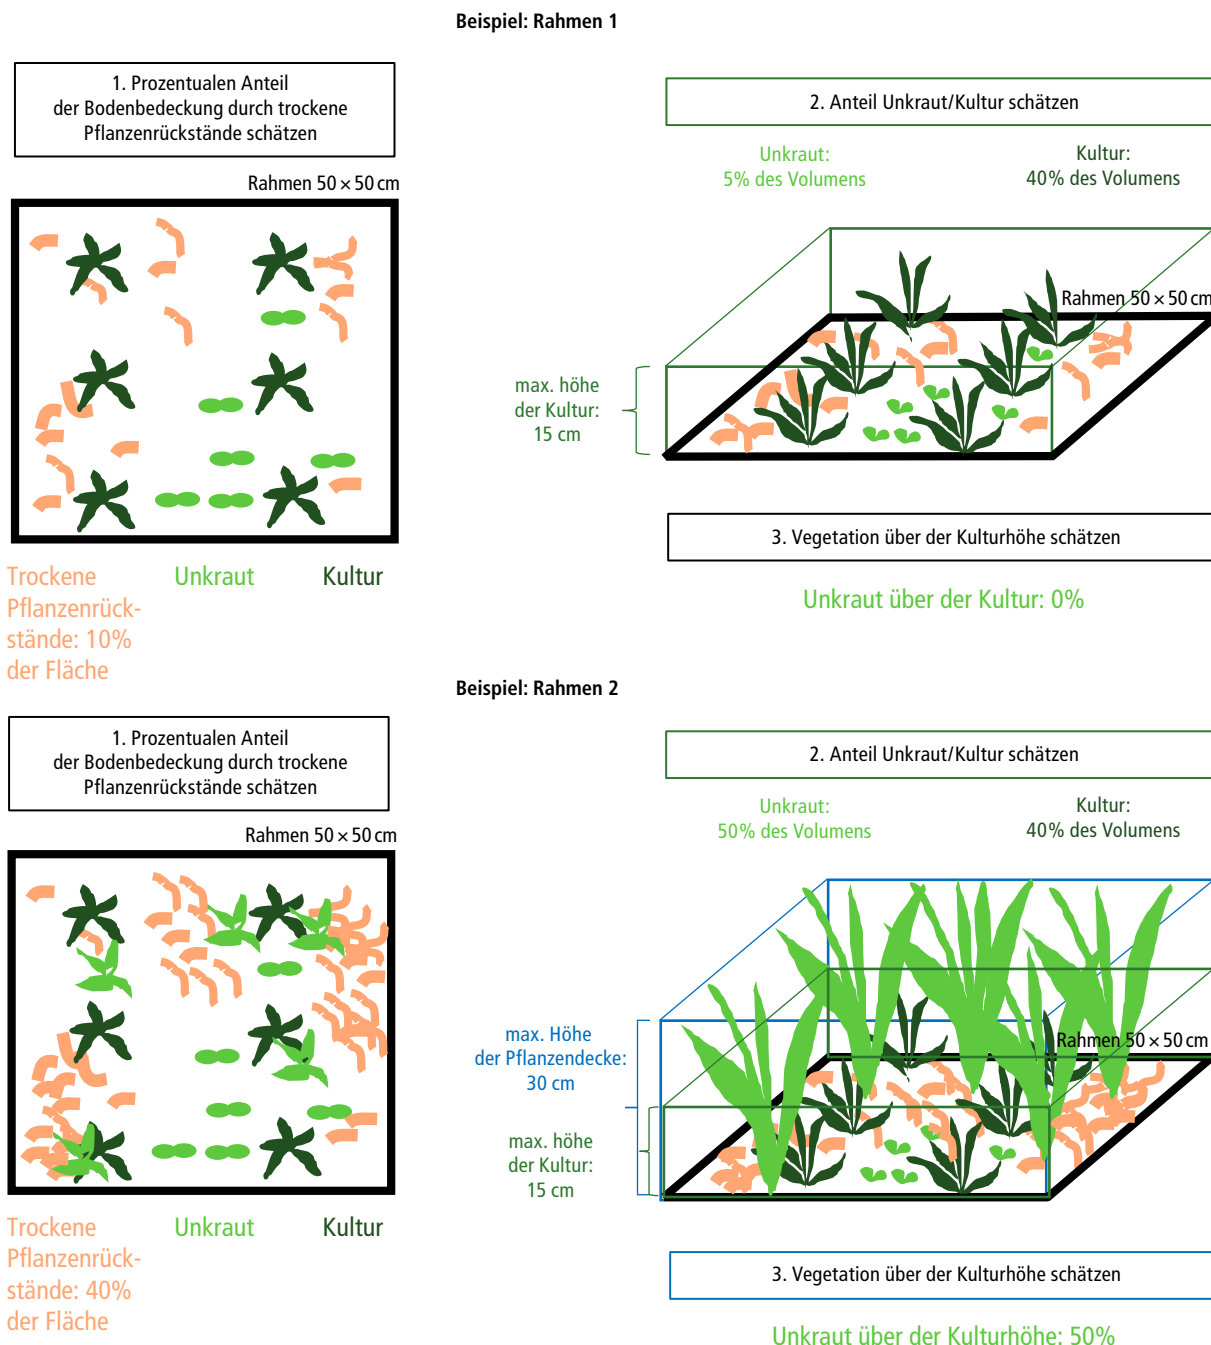 Beispiel: Rahmen 1
1. Prozentualen Anteil
der Bodenbedeckung durch trockene
Pflanzenrückstände schätzen
Rahmen 50 × 50 cm
Trockene
Pflanzenrück-
stände: 10%
der Fläche
Unkraut
Kultur
2. Anteil Unkraut/Kultur schätzen
Unkraut:
5% des Volumens
Kultur:
40% des Volumens
Rahmen 50 × 50 cm
max. höhe
der Kultur:
15 cm
3. Vegetation über der Kulturhöhe schätzen
Unkraut über der Kultur: 0%
Beispiel: Rahmen 2
1. Prozentualen Anteil
der Bodenbedeckung durch trockene
Pflanzenrückstände schätzen
Rahmen 50 × 50 cm
Trockene
Pflanzenrück-
stände: 40%
der Fläche
Unkraut
Kultur
2. Anteil Unkraut/Kultur schätzen
Unkraut:
50% des Volumens
Kultur:
40% des Volumens
Rahmen 50 × 50 cm
max. Höhe
der Pflanzendecke:
30 cm
max. höhe
der Kultur:
15 cm
3. Vegetation über der Kulturhöhe schätzen
Unkraut über der Kulturhöhe: 50%